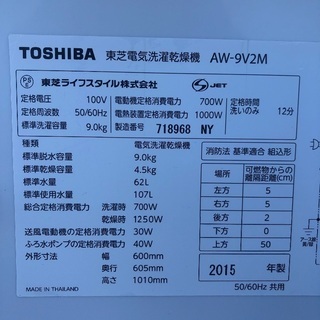 TOSHIBA 東芝電気洗濯乾燥機 AW-9V2M
PS E 東芝ライフスタイル株式会社 S JET
定格電圧 100V 電動機定格消費電力 700W 定格時間 洗いのみ 12分
定格周波数 50/60Hz 電熱装置定格消費電力 1000W
標準洗濯容量 9.0kg 製造番号 718968 NY
種類 電気洗濯乾燥機
標準脱水容量 9.0kg
標準乾燥容量 4.5kg
標準水量 62L
標準使用水量 107L
総合定格消費電力 洗濯時 700W
乾燥時 1250W
送風電動機の定格消費電力 30W
ふろ水ポンプの定格消費電力 40W
外形寸法 幅 600mm
奥行 605mm
高さ 1010mm
MADE IN THAILAND
消防法 基準適合 組込形
場所 可燃物からの離隔距離(cm)
左方 5
右方 5
後方 2
下方 0
上方 50
2015 年製
50/60Hz 共用